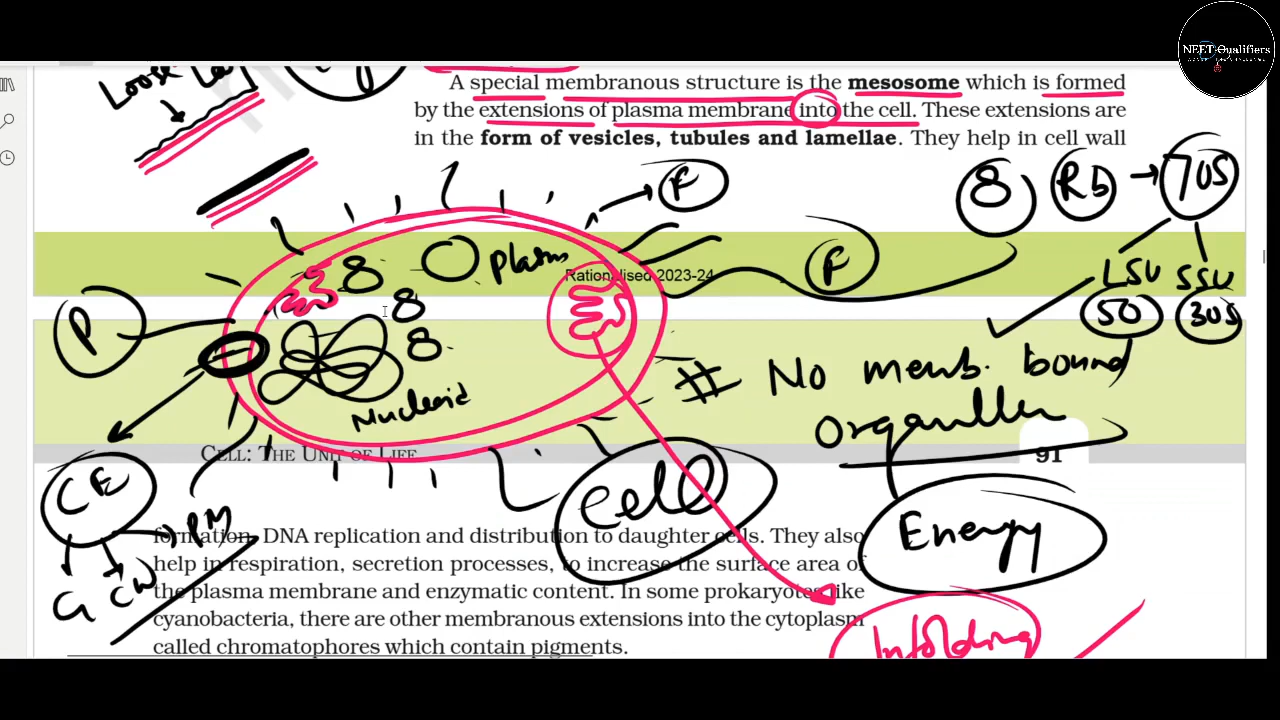 NEET-Qualifiers
Loose Lay
A special membranous structure is the mesosome which is formed
by the extensions of plasma membrane into the cell. These extensions are
in the form of vesicles, tubules and lamellae. They help in cell wall
8 Rb → 70S
F
LSU SSU
50 30S
Plasm
F
Rationalised 2023-24
8
8
8
P
Nucleoid
# No memb. bound
organelles
CELL: THE UNIT OF LIFE
91
CE
G CW PM
Cell
Energy
formation, DNA replication and distribution to daughter cells. They also
help in respiration, secretion processes, to increase the surface area of
the plasma membrane and enzymatic content. In some prokaryotes like
cyanobacteria, there are other membranous extensions into the cytoplasm
called chromatophores which contain pigments.
Infolding